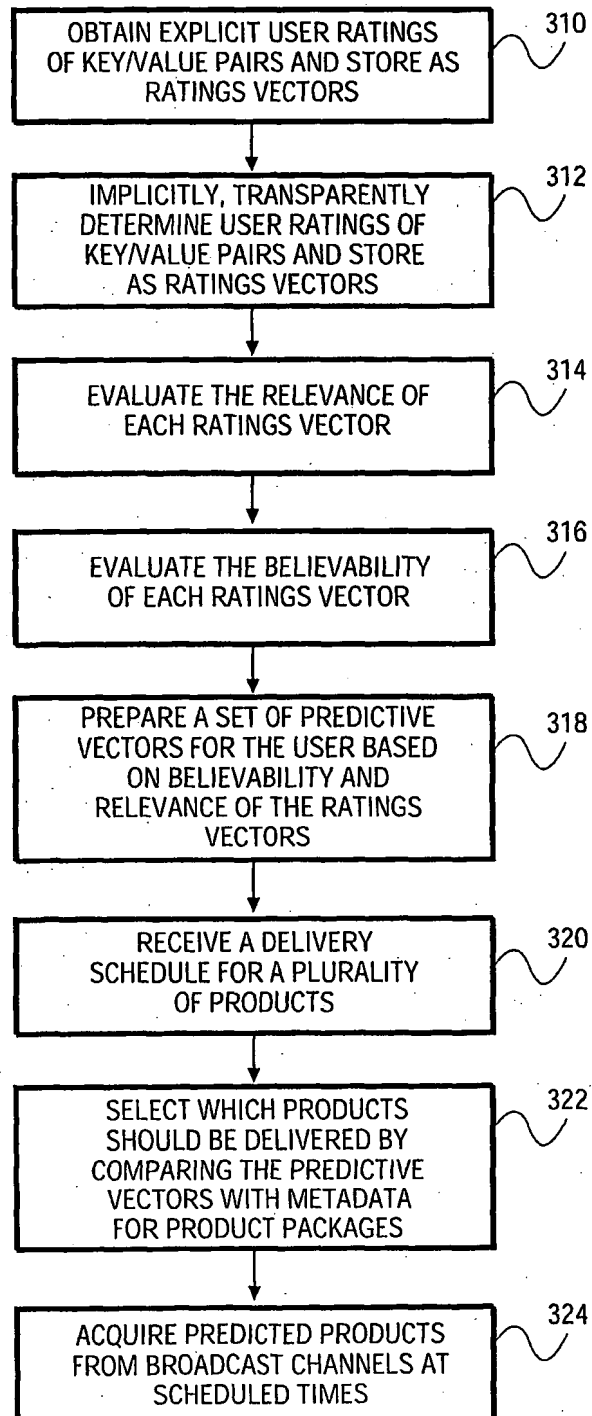 OBTAIN EXPLICIT USER RATINGS
OF KEY/VALUE PAIRS AND STORE AS
RATINGS VECTORS
310
IMPLICITLY, TRANSPARENTLY
DETERMINE USER RATINGS OF
KEY/VALUE PAIRS AND STORE
AS RATINGS VECTORS
312
EVALUATE THE RELEVANCE OF
EACH RATINGS VECTOR
314
EVALUATE THE BELIEVABILITY
OF EACH RATINGS VECTOR
316
PREPARE A SET OF PREDICTIVE
VECTORS FOR THE USER BASED
ON BELIEVABILITY AND
RELEVANCE OF THE RATINGS
VECTORS
318
RECEIVE A DELIVERY
SCHEDULE FOR A PLURALITY
OF PRODUCTS
320
SELECT WHICH PRODUCTS
SHOULD BE DELIVERED BY
COMPARING THE PREDICTIVE
VECTORS WITH METADATA
FOR PRODUCT PACKAGES
322
ACQUIRE PREDICTED PRODUCTS
FROM BROADCAST CHANNELS AT
SCHEDULED TIMES
324